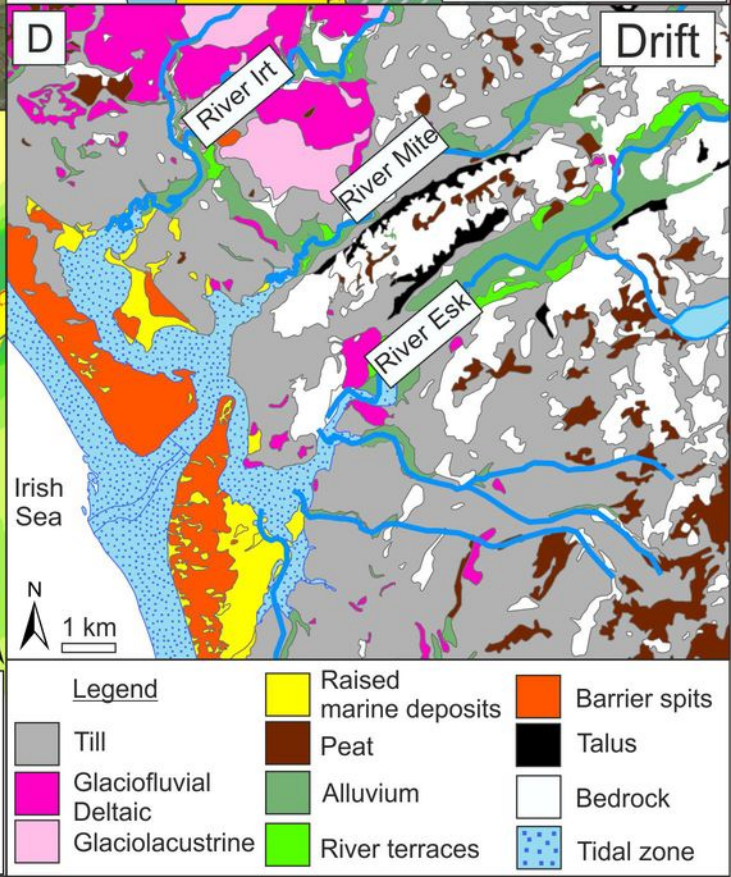 D
Drift
River Irt
River Mite
River Esk
Irish
Sea
N
1 km
Legend
Till
Glaciofluvial
Deltaic
Glaciolacustrine
Raised
marine deposits
Peat
Alluvium
River terraces
Barrier spits
Talus
Bedrock
Tidal zone